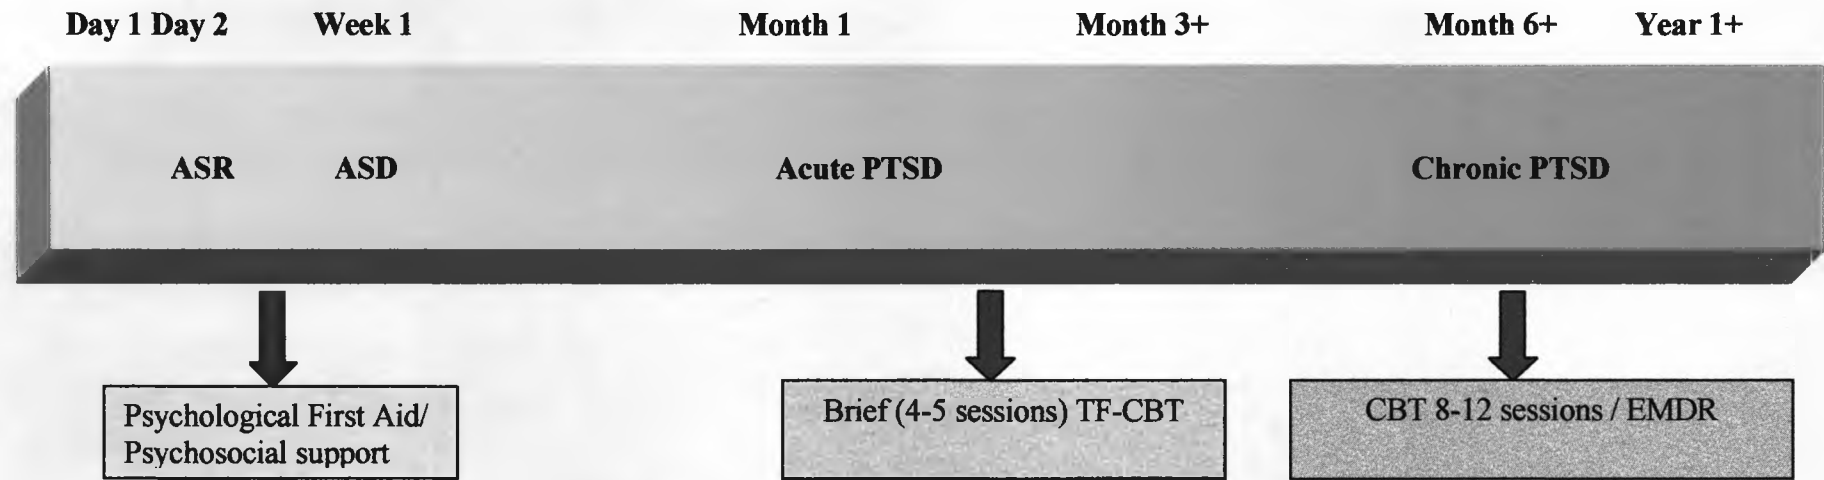 Day 1 Day 2 Week 1 Month 1 Month 3+ Month 6+ Year 1+
ASR ASD Acute PTSD Chronic PTSD
Psychological First Aid/
Psychosocial support
Brief (4-5 sessions) TF-CBT
CBT 8-12 sessions / EMDR